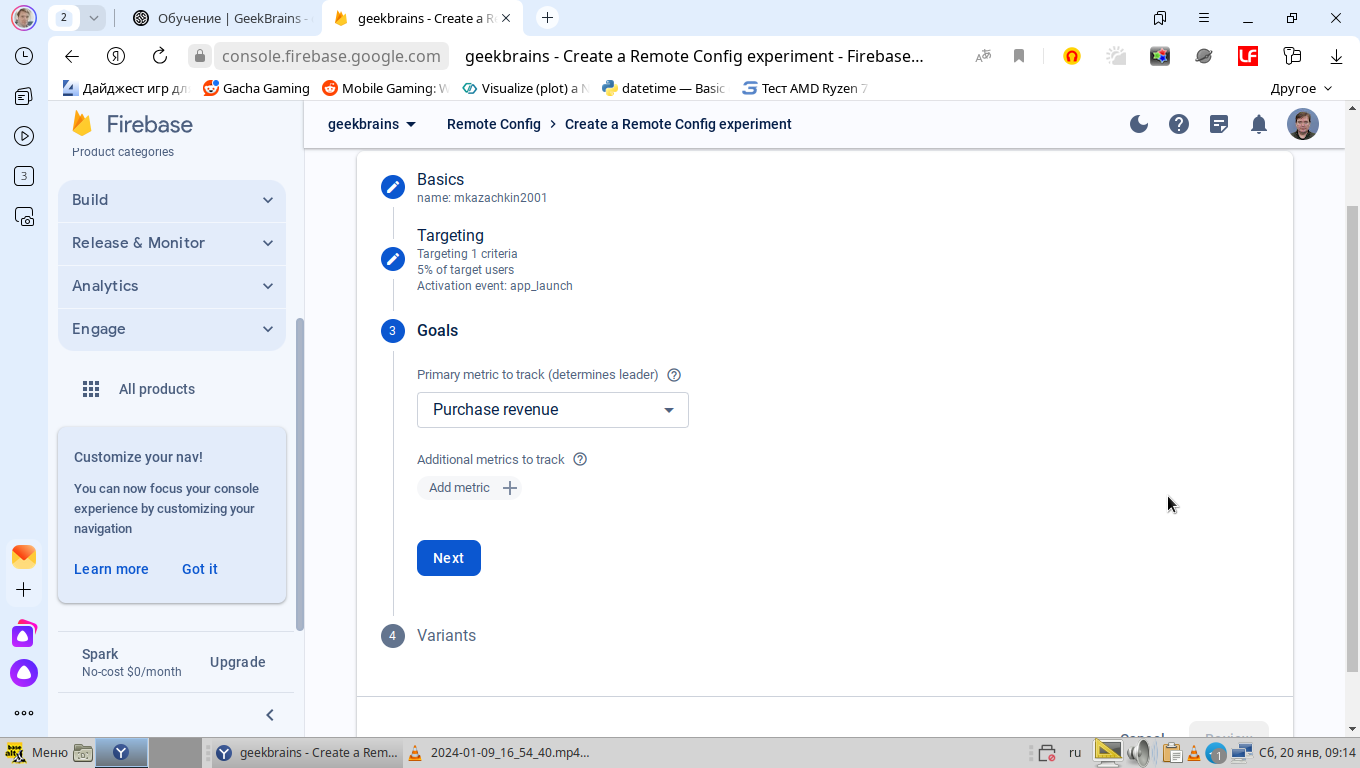 2
Обучение | GeekBrains -
geekbrains - Create a R
console.firebase.google.com
geekbrains - Create a Remote Config experiment - Firebase...
Дайджест игр дл
Gacha Gaming
Mobile Gaming: W
Visualize (plot) a N
datetime — Basic
Тест AMD Ryzen 7
Другое
3
Firebase
Product categories
Build
Release & Monitor
Analytics
Engage
All products
Customize your nav!
You can now focus your console
experience by customizing your
navigation
Learn more
Got it
Spark
No-cost $0/month
Upgrade
geekbrains
Remote Config > Create a Remote Config experiment
Basics
name: mkazachkin2001
Targeting
Targeting 1 criteria
5% of target users
Activation event: app_launch
3
Goals
Primary metric to track (determines leader)
Purchase revenue
Additional metrics to track
Add metric
Next
4
Variants
Cancel
Review
Меню
geekbrains - Create a Rem...
2024-01-09_16_54_40.mp4...
ru
1
Сб, 20 янв, 09:14